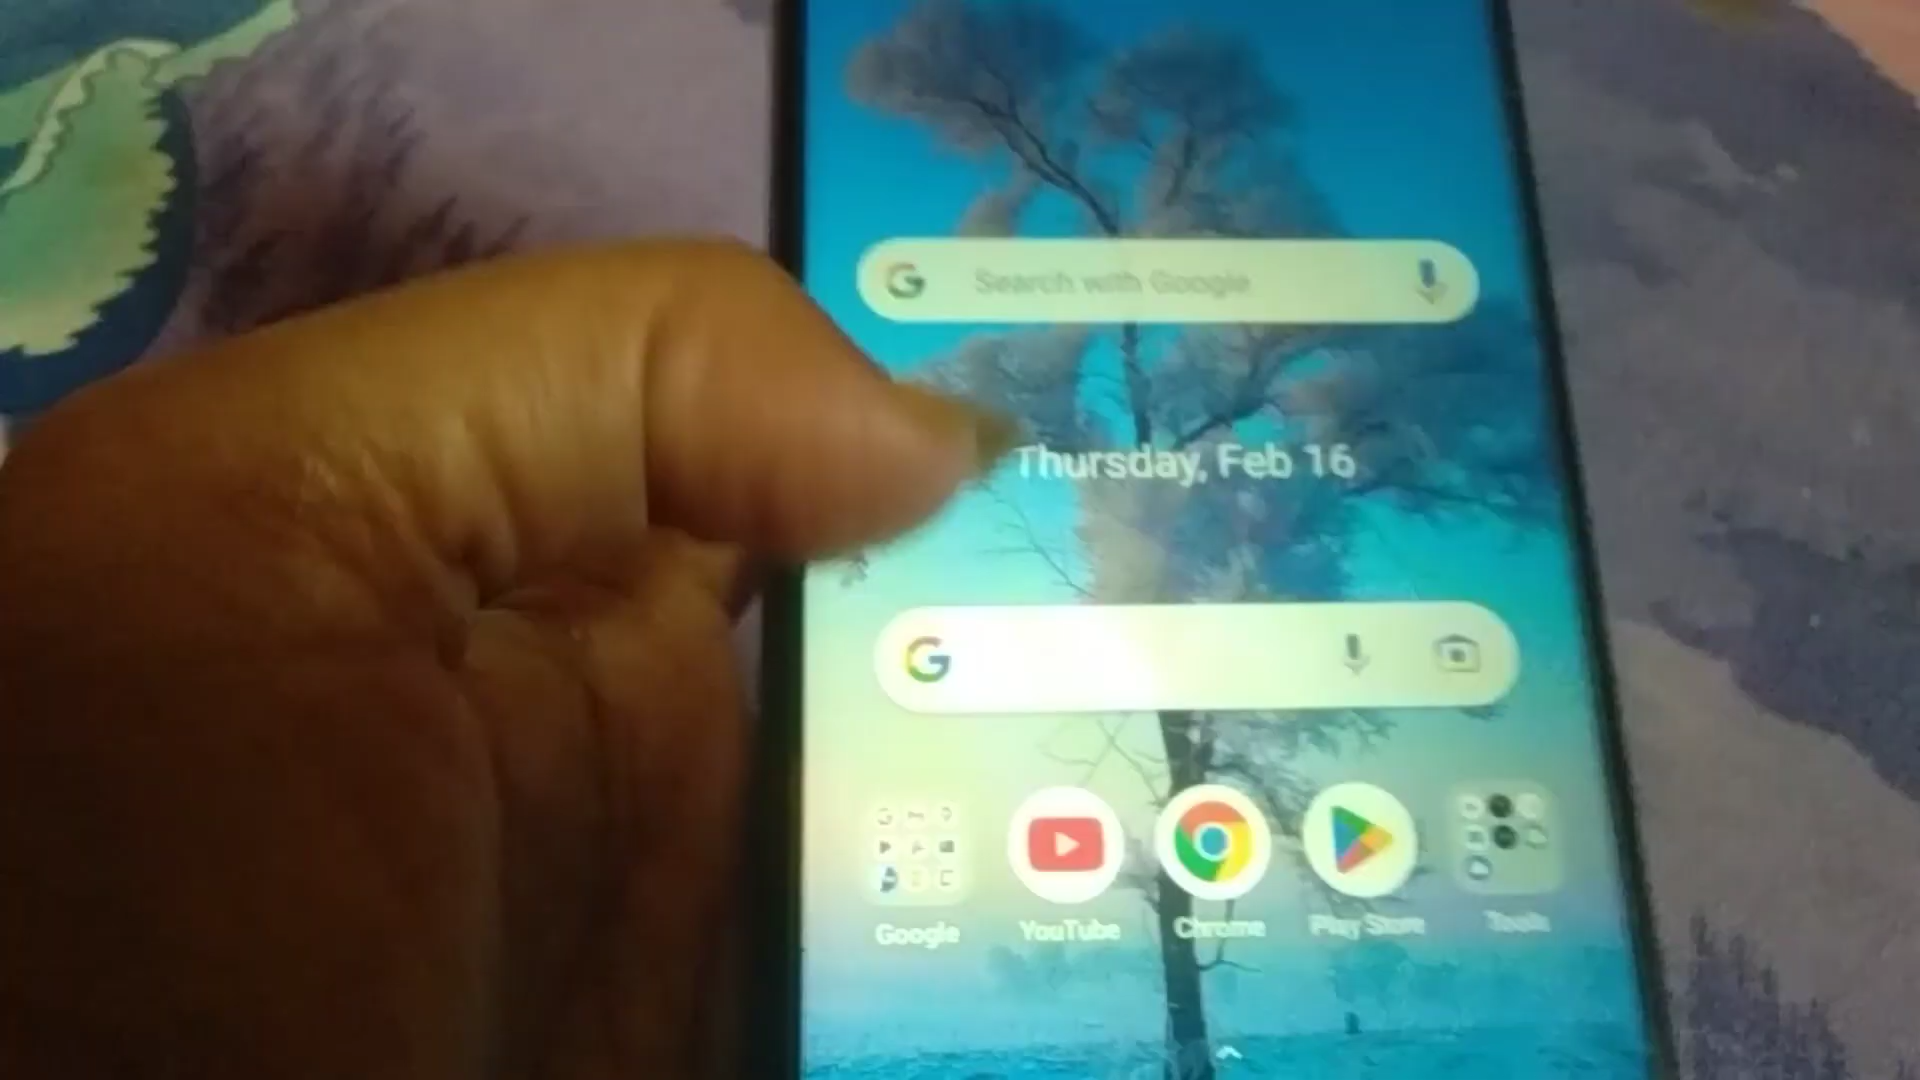 Search with Google
Thursday, Feb 16
Google
YouTube
Chrome
Play Store
Tools